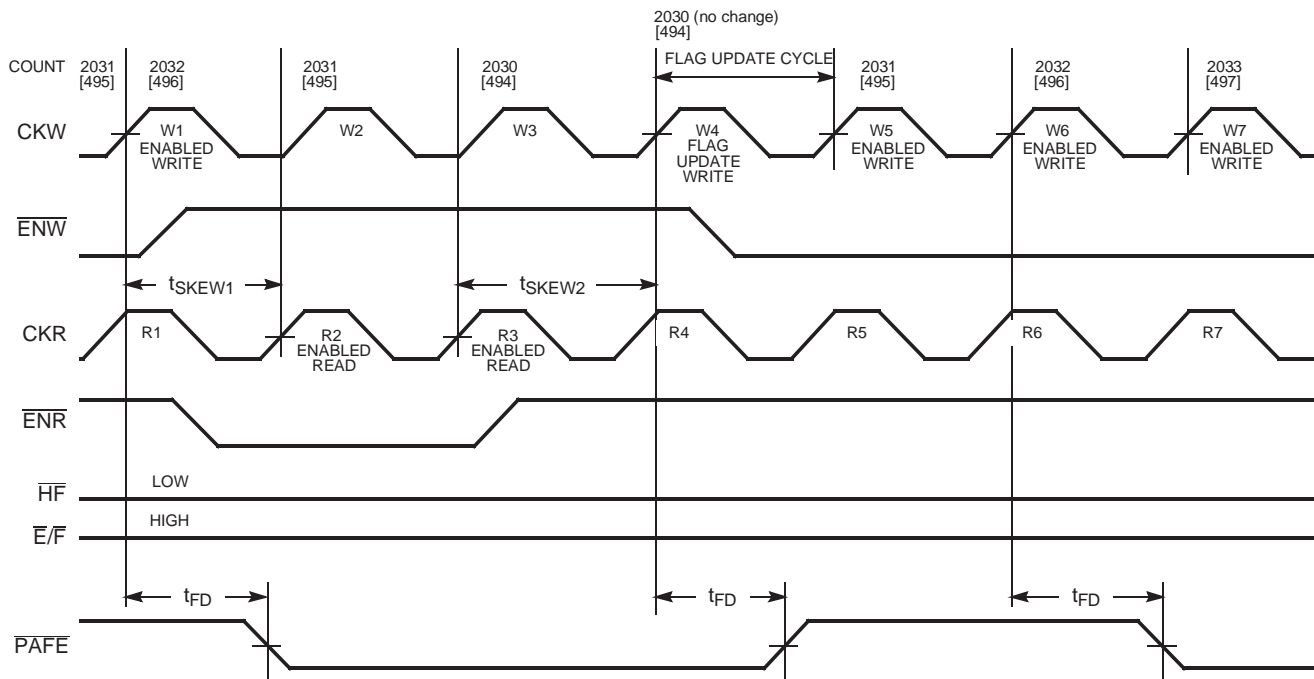 2030 (no change)
[494]
COUNT 2031 2032 2031 2030 FLAG UPDATE CYCLE 2031 2032 2033
[495] [496] [495] [494] [495] [496] [497]
CKW W1 W2 W3 W4 W5 W6 W7
ENABLED WRITE
FLAG UPDATE WRITE
ENABLED WRITE
ENABLED WRITE
ENABLED WRITE
ENW
tSKEW1 tSKEW2
CKR R1 R2 R3 R4 R5 R6 R7
ENABLED READ
ENABLED READ
ENR
HF LOW
E/F HIGH
tFD tFD tFD
PAFE